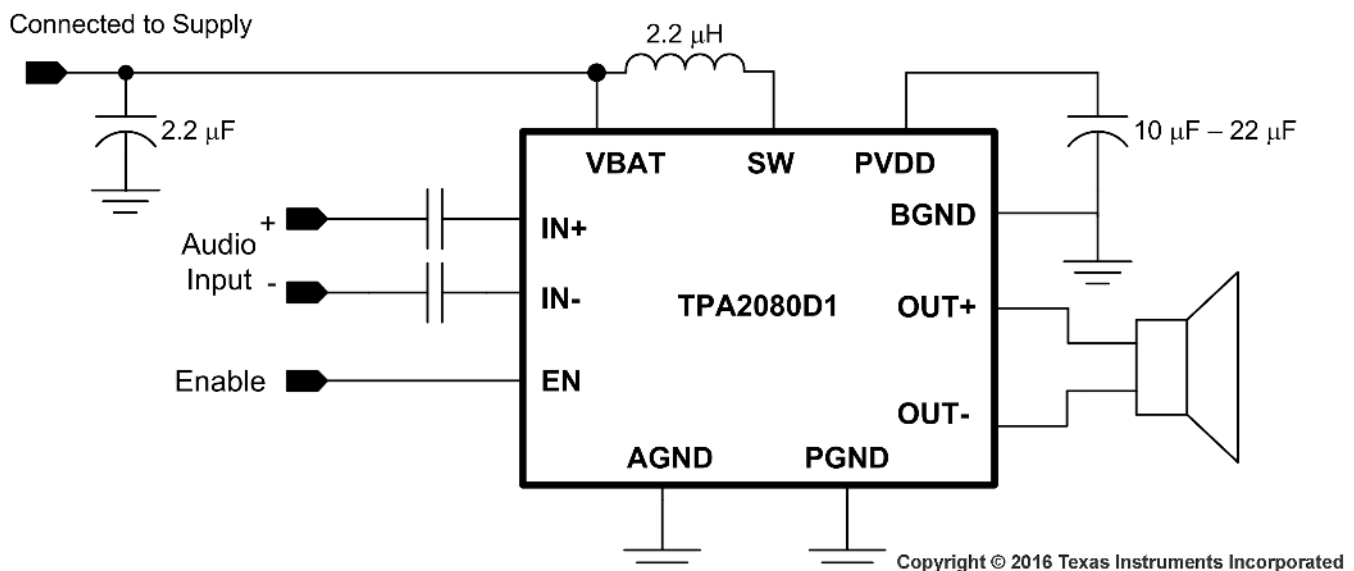 Connected to Supply
2.2 μH
2.2 μF
10 μF – 22 μF
VBAT
SW
PVDD
BGND
+
Audio
Input
-
IN+
IN-
TPA2080D1
OUT+
Enable
EN
OUT-
AGND
PGND
Copyright © 2016 Texas Instruments Incorporated